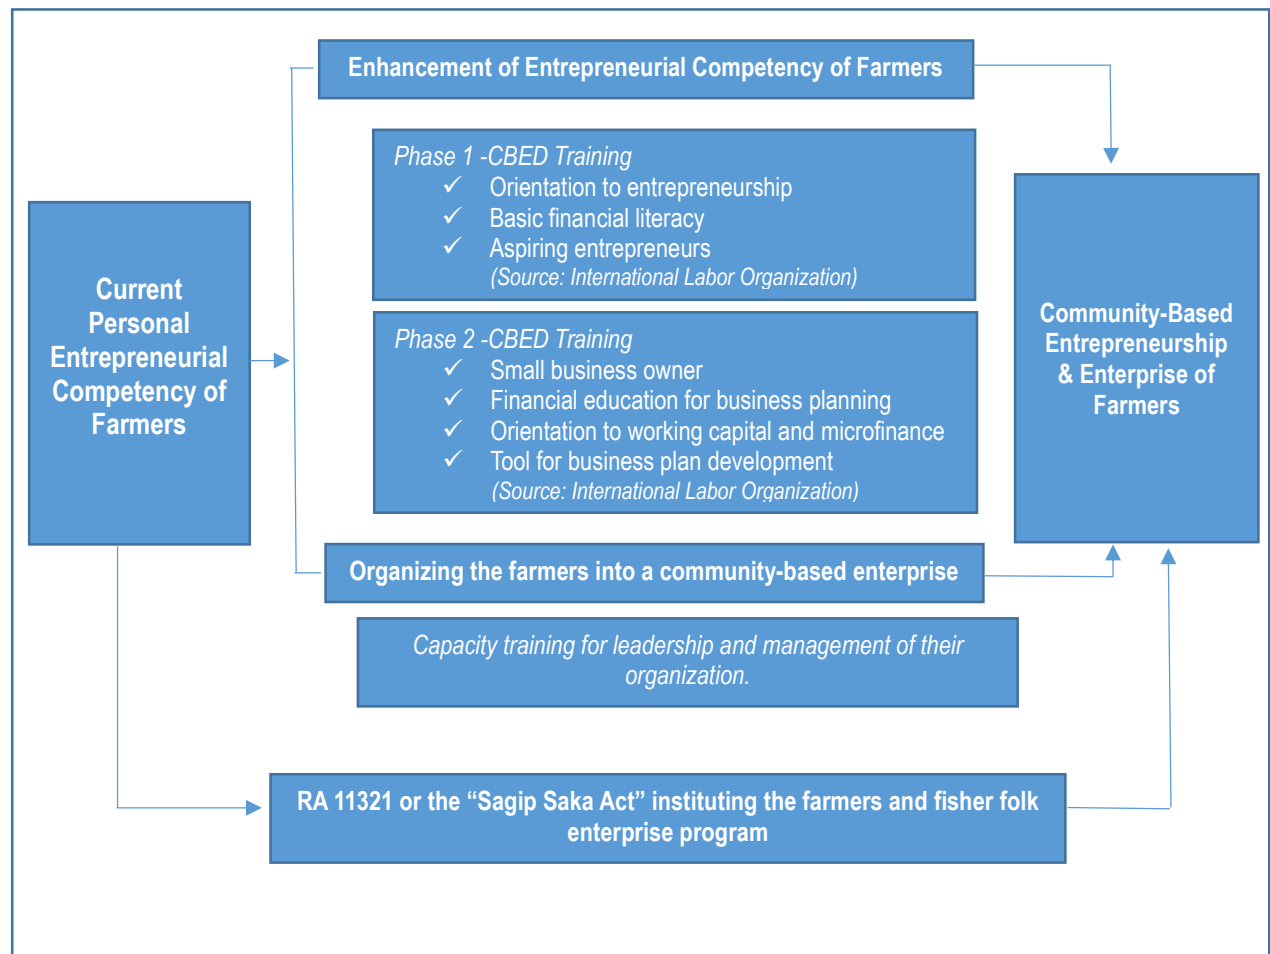 Enhancement of Entrepreneurial Competency of Farmers
Phase 1 -CBED Training
✓ Orientation to entrepreneurship
✓ Basic financial literacy
✓ Aspiring entrepreneurs
(Source: International Labor Organization)
Current
Personal
Entrepreneurial
Competency of
Farmers
Phase 2 -CBED Training
✓ Small business owner
✓ Financial education for business planning
✓ Orientation to working capital and microfinance
✓ Tool for business plan development
(Source: International Labor Organization)
Community-Based
Entrepreneurship
& Enterprise of
Farmers
Organizing the farmers into a community-based enterprise
Capacity training for leadership and management of their
organization.
RA 11321 or the “Sagip Saka Act” instituting the farmers and fisher folk
enterprise program